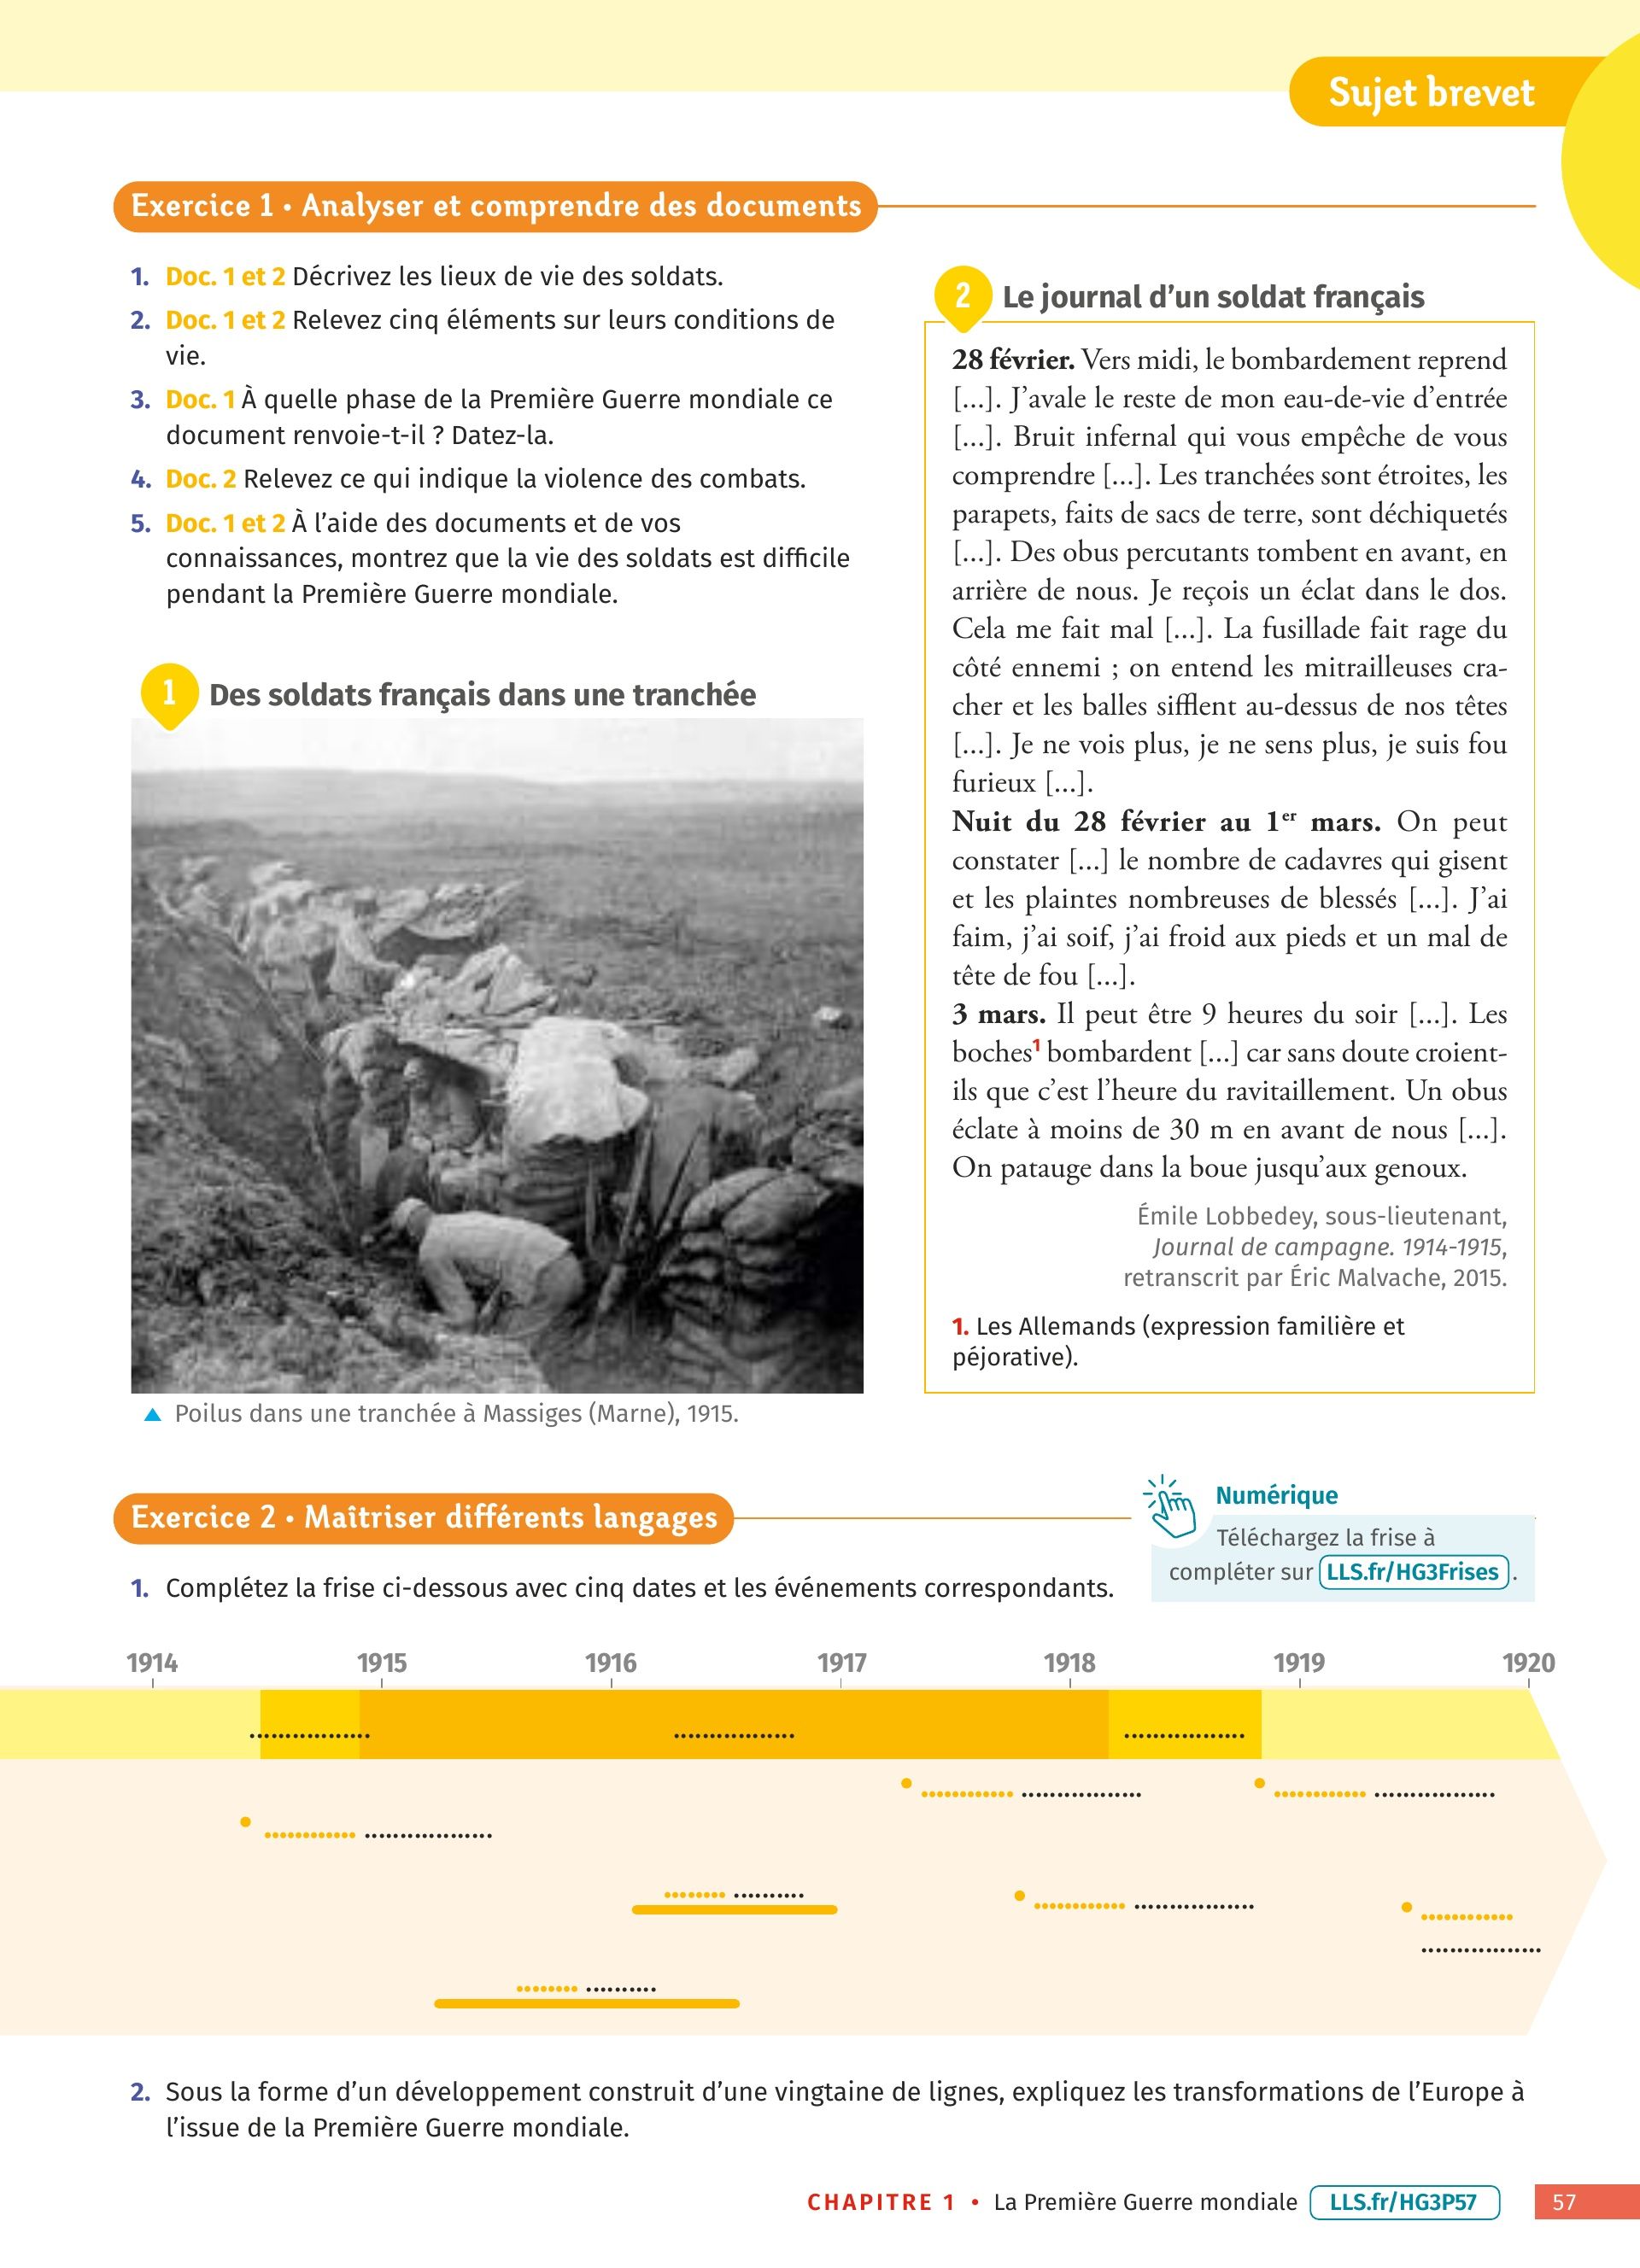 Sujet brevet
Exercice 1 • Analyser et comprendre des documents
1. Doc. 1 et 2 Décrivez les lieux de vie des soldats.
2. Doc. 1 et 2 Relevez cinq éléments sur leurs conditions de
vie.
3. Doc. 1 À quelle phase de la Première Guerre mondiale ce
document renvoie-t-il ? Datez-la.
4. Doc. 2 Relevez ce qui indique la violence des combats.
5. Doc. 1 et 2 À l’aide des documents et de vos
connaissances, montrez que la vie des soldats est difficile
pendant la Première Guerre mondiale.
1 Des soldats français dans une tranchée
Poilus dans une tranchée à Massiges (Marne), 1915.
2 Le journal d’un soldat français
28 février. Vers midi, le bombardement reprend
[...]. J’avale le reste de mon eau-de-vie d’entrée
[...]. Bruit infernal qui vous empêche de vous
comprendre [...]. Les tranchées sont étroites, les
parapets, faits de sacs de terre, sont déchiquetés
[...]. Des obus percutants tombent en avant, en
arrière de nous. Je reçois un éclat dans le dos.
Cela me fait mal [...]. La fusillade fait rage du
côté ennemi ; on entend les mitrailleuses cra-
cher et les balles sifflent au-dessus de nos têtes
[...]. Je ne vois plus, je ne sens plus, je suis fou
furieux [...].
Nuit du 28 février au 1er mars. On peut
constater [...] le nombre de cadavres qui gisent
et les plaintes nombreuses de blessés [...]. J’ai
faim, j’ai soif, j’ai froid aux pieds et un mal de
tête de fou [...].
3 mars. Il peut être 9 heures du soir [...]. Les
boches1 bombardent [...] car sans doute croient-
ils que c’est l’heure du ravitaillement. Un obus
éclate à moins de 30 m en avant de nous [...].
On patauge dans la boue jusqu’aux genoux.
Émile Lobbedey, sous-lieutenant,
Journal de campagne. 1914-1915,
retranscrit par Éric Malvache, 2015.
1. Les Allemands (expression familière et
péjorative).
Exercice 2 • Maîtriser différents langages
Numérique
Téléchargez la frise à
compléter sur LLS.fr/HG3Frises .
1. Complétez la frise ci-dessous avec cinq dates et les événements correspondants.
1914 1915 1916 1917 1918 1919 1920
2. Sous la forme d’un développement construit d’une vingtaine de lignes, expliquez les transformations de l’Europe à
l’issue de la Première Guerre mondiale.
CHAPITRE 1 • La Première Guerre mondiale LLS.fr/HG3P57 57